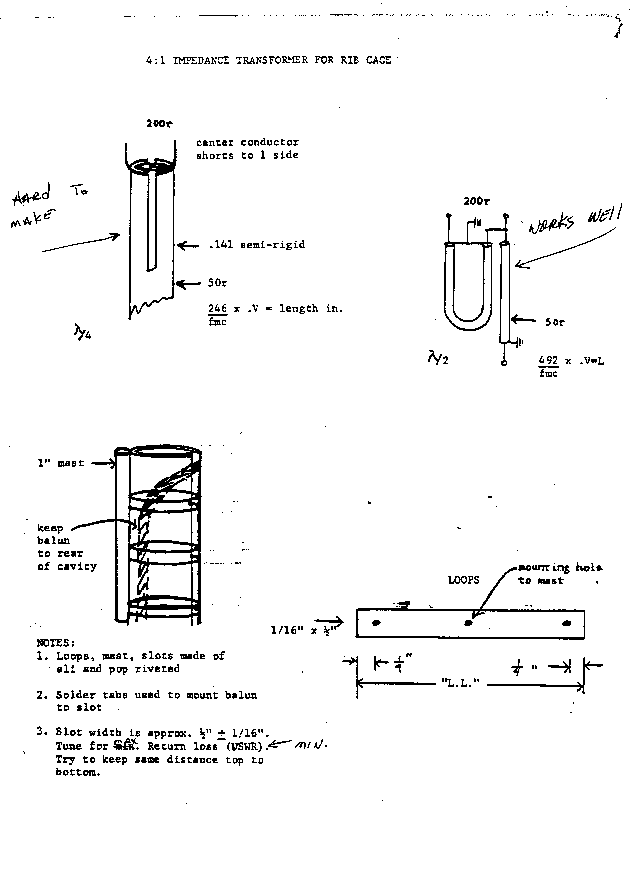 4:1 IMPEDANCE TRANSFORMER FOR RIB CAGE
200r
center conductor
shorts to 1 side
HARD TO
MAKE
.141 semi-rigid
50r
246 x .V = length in.
fmc
λ/4
200r
WORKS WELL
50r
λ/2
492 x .V=L
fmc
1" mast
keep
balun
to rear
of cavity
LOOPS
mounting hole
to mast
1/16" x ½"
¼"
¼"
"L.L."
NOTES:
1. Loops, mast, slots made of
all and pop riveted
2. Solder tabs used to mount balun
to slot
3. Slot width is approx. ½" ± 1/16".
Tune for MAX. Return loss (VSWR). MIN.
Try to keep same distance top to
bottom.